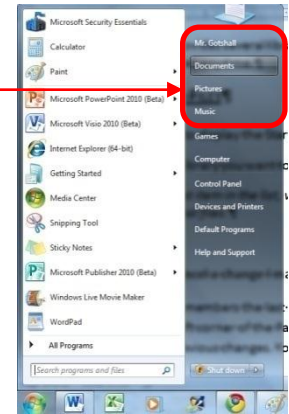 Microsoft Security Essentials
Calculator
Paint
Microsoft PowerPoint 2010 (Beta)
Microsoft Visio 2010 (Beta)
Internet Explorer (64-bit)
Getting Started
Media Center
Snipping Tool
Sticky Notes
Microsoft Publisher 2010 (Beta)
Windows Live Movie Maker
WordPad
All Programs
Search programs and files
Mr. Gotshall
Documents
Pictures
Music
Games
Computer
Control Panel
Devices and Printers
Default Programs
Help and Support
Shut down